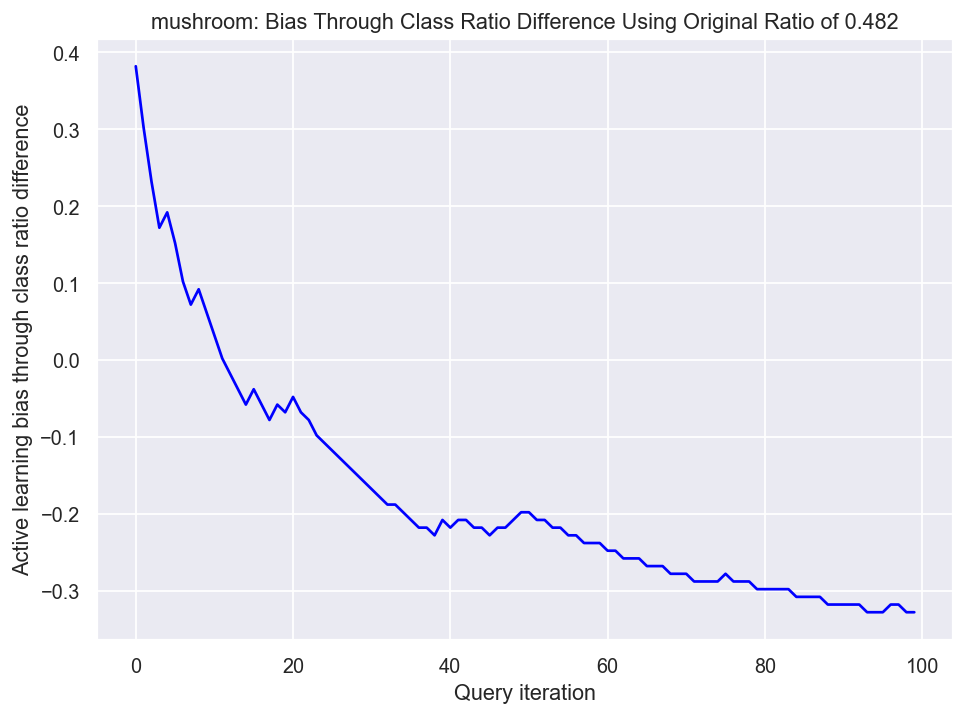 mushroom: Bias Through Class Ratio Difference Using Original Ratio of 0.482
Active learning bias through class ratio difference
0.4
0.3
0.2
0.1
0.0
−0.1
−0.2
−0.3
0 20 40 60 80 100
Query iteration